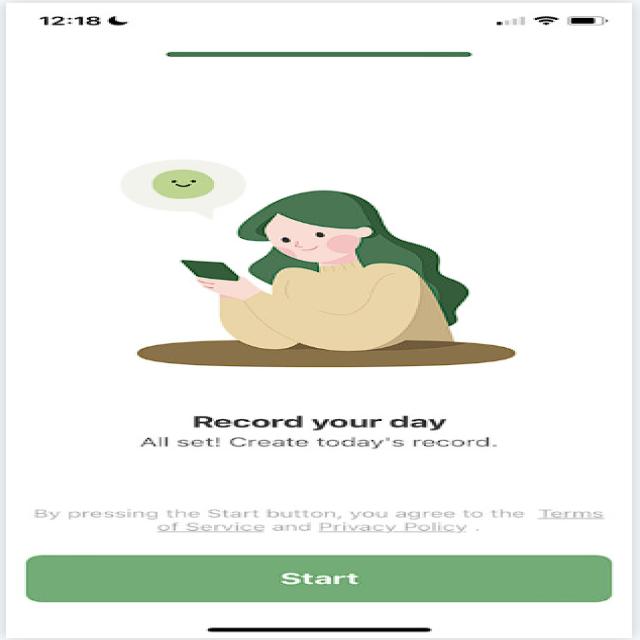 12:18
Record your day
All set! Create today's record.
By pressing the Start button, you agree to the Terms
of Service and Privacy Policy .
Start